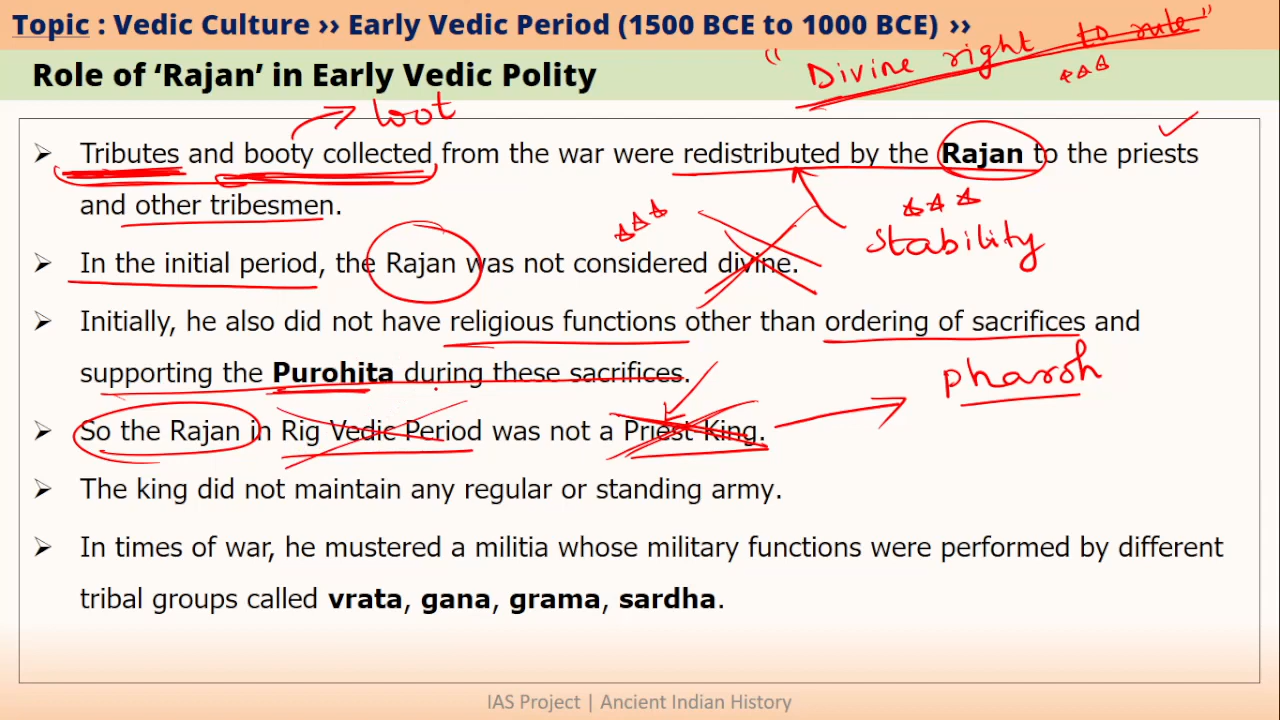 Topic : Vedic Culture ›› Early Vedic Period (1500 BCE to 1000 BCE) ››
"Divine right to rule"
Role of ‘Rajan’ in Early Vedic Polity
loot
➢ Tributes and booty collected from the war were redistributed by the Rajan to the priests
and other tribesmen.
stability
➢ In the initial period, the Rajan was not considered divine.
➢ Initially, he also did not have religious functions other than ordering of sacrifices and
supporting the Purohita during these sacrifices.
pharoh
➢ So the Rajan in Rig Vedic Period was not a Priest-King.
➢ The king did not maintain any regular or standing army.
➢ In times of war, he mustered a militia whose military functions were performed by different
tribal groups called vrata, gana, grama, sardha.
IAS Project | Ancient Indian History